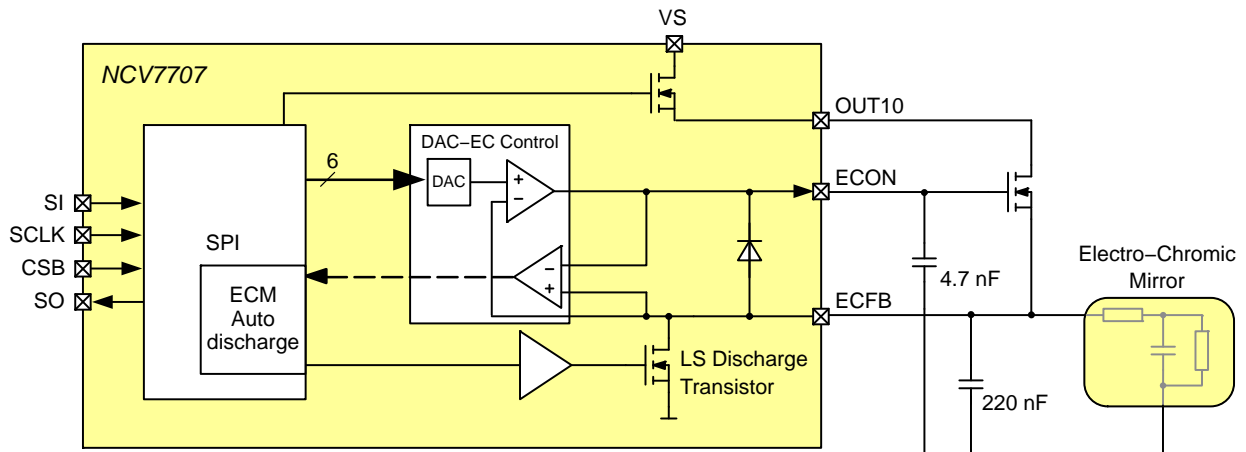 VS
NCV7707
OUT10
DAC−EC Control
6
DAC
+
−
ECON
SI
SCLK
SPI
CSB
SO
−
+
Electro−Chromic
Mirror
4.7 nF
ECM
Auto
discharge
ECFB
LS Discharge
Transistor
220 nF